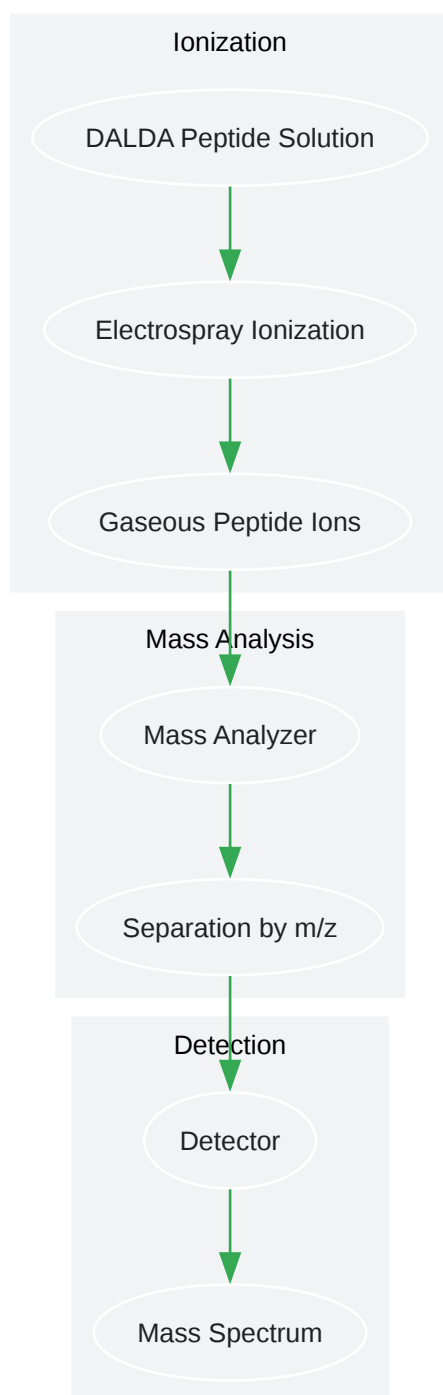 Ionization
DALDA Peptide Solution
Electrospray Ionization
Gaseous Peptide Ions
Mass Analysis
Mass Analyzer
Separation by m/z
Detection
Detector
Mass Spectrum